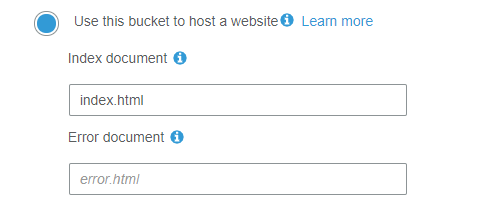 Use this bucket to host a website Learn more
Index document
index.html
Error document
error.html